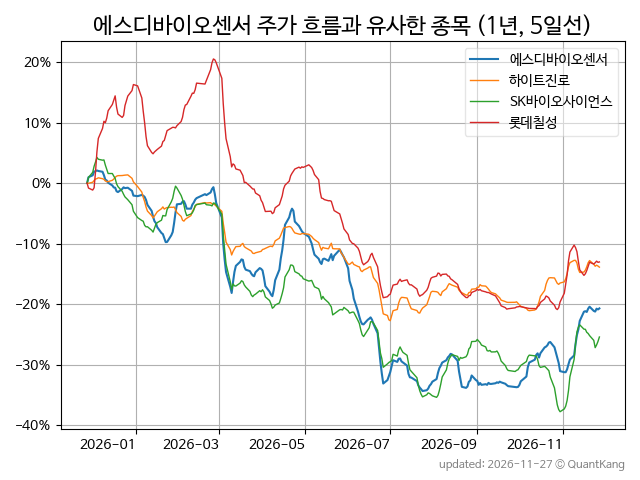 에스디바이오센서 주가 흐름과 유사한 종목 (1년, 5일선)
에스디바이오센서
하이트진로
SK바이오사이언스
롯데칠성
20%
10%
0%
−10%
−20%
−30%
−40%
2026-01
2026-03
2026-05
2026-07
2026-09
2026-11
updated: 2026-11-27 © QuantKang